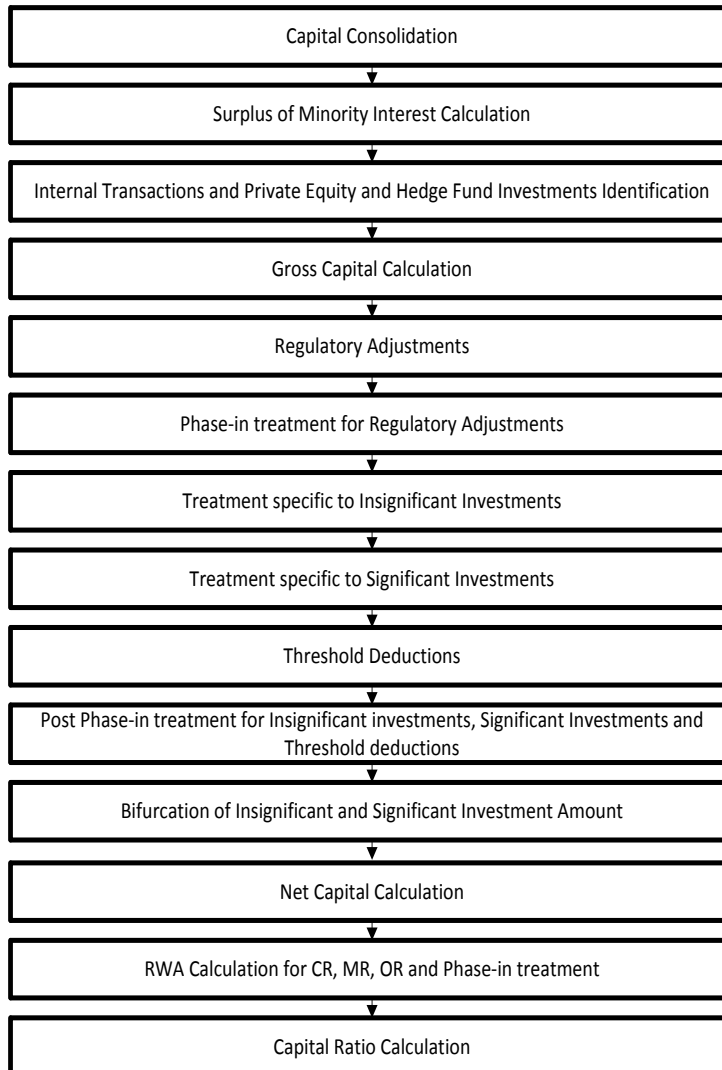 Capital Consolidation
Surplus of Minority Interest Calculation
Internal Transactions and Private Equity and Hedge Fund Investments Identification
Gross Capital Calculation
Regulatory Adjustments
Phase-in treatment for Regulatory Adjustments
Treatment specific to Insignificant Investments
Treatment specific to Significant Investments
Threshold Deductions
Post Phase-in treatment for Insignificant investments, Significant Investments and
Threshold deductions
Bifurcation of Insignificant and Significant Investment Amount
Net Capital Calculation
RWA Calculation for CR, MR, OR and Phase-in treatment
Capital Ratio Calculation